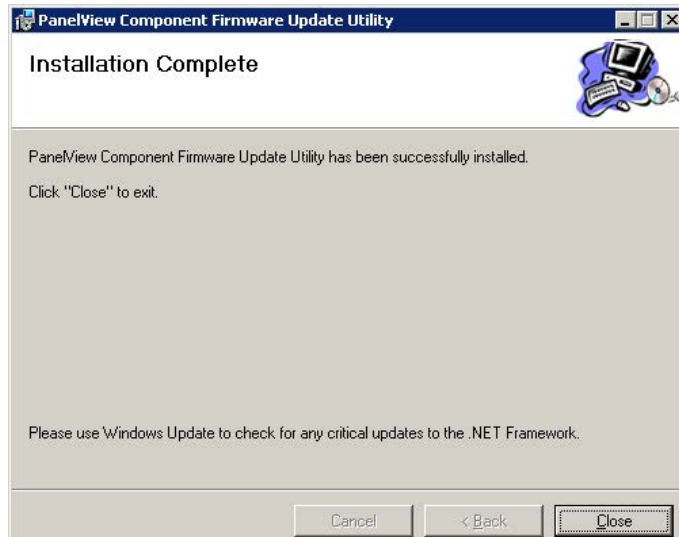 PanelView Component Firmware Update Utility
Installation Complete
PanelView Component Firmware Update Utility has been successfully installed.
Click "Close" to exit.
Please use Windows Update to check for any critical updates to the .NET Framework.
Cancel < Back Close